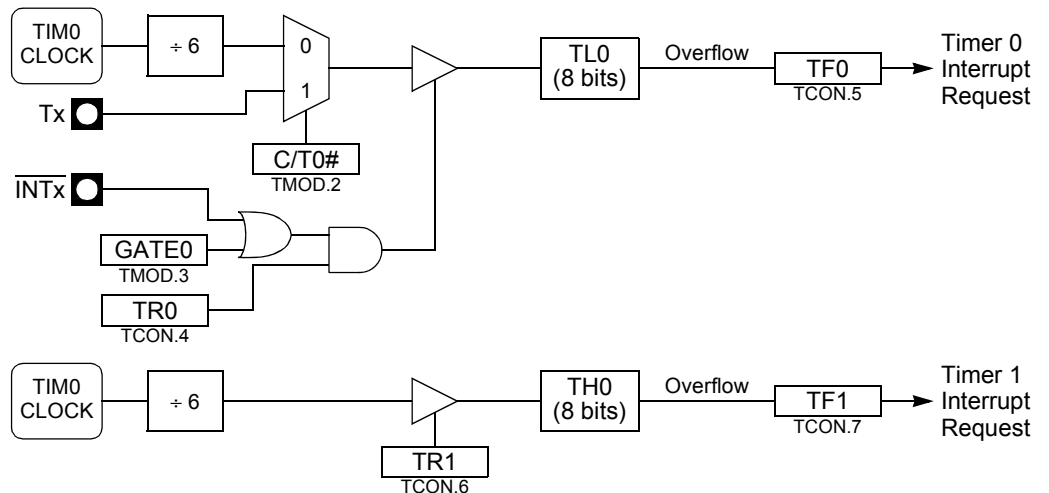 TIM0
CLOCK
÷ 6
0
1
Tx
C/T0#
TMOD.2
TL0
(8 bits)
Overflow
TF0
TCON.5
Timer 0
Interrupt
Request
INTx
GATE0
TMOD.3
TR0
TCON.4
TIM0
CLOCK
÷ 6
TR1
TCON.6
TH0
(8 bits)
Overflow
TF1
TCON.7
Timer 1
Interrupt
Request